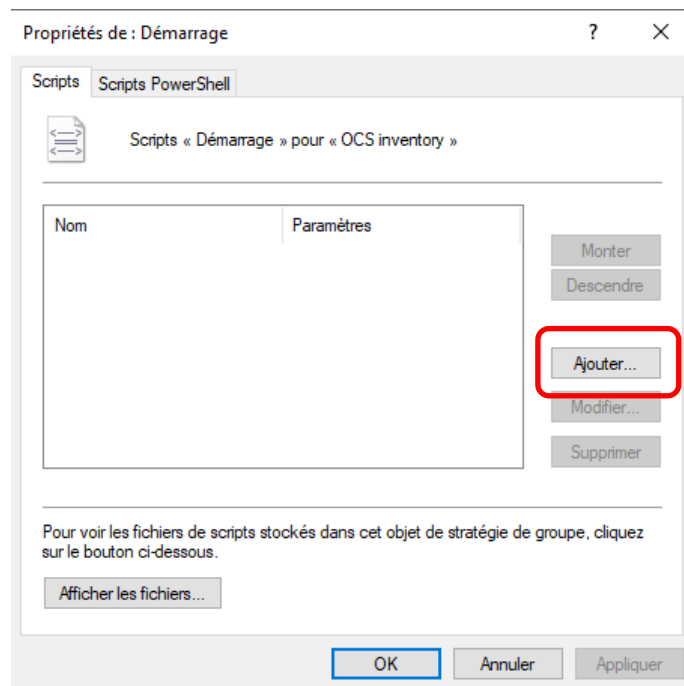 Propriétés de : Démarrage
?
Scripts
Scripts PowerShell
Scripts « Démarrage » pour « OCS inventory »
Nom
Paramètres
Monter
Descendre
Ajouter...
Modifier...
Supprimer
Pour voir les fichiers de scripts stockés dans cet objet de stratégie de groupe, cliquez
sur le bouton ci-dessous.
Afficher les fichiers...
OK
Annuler
Appliquer